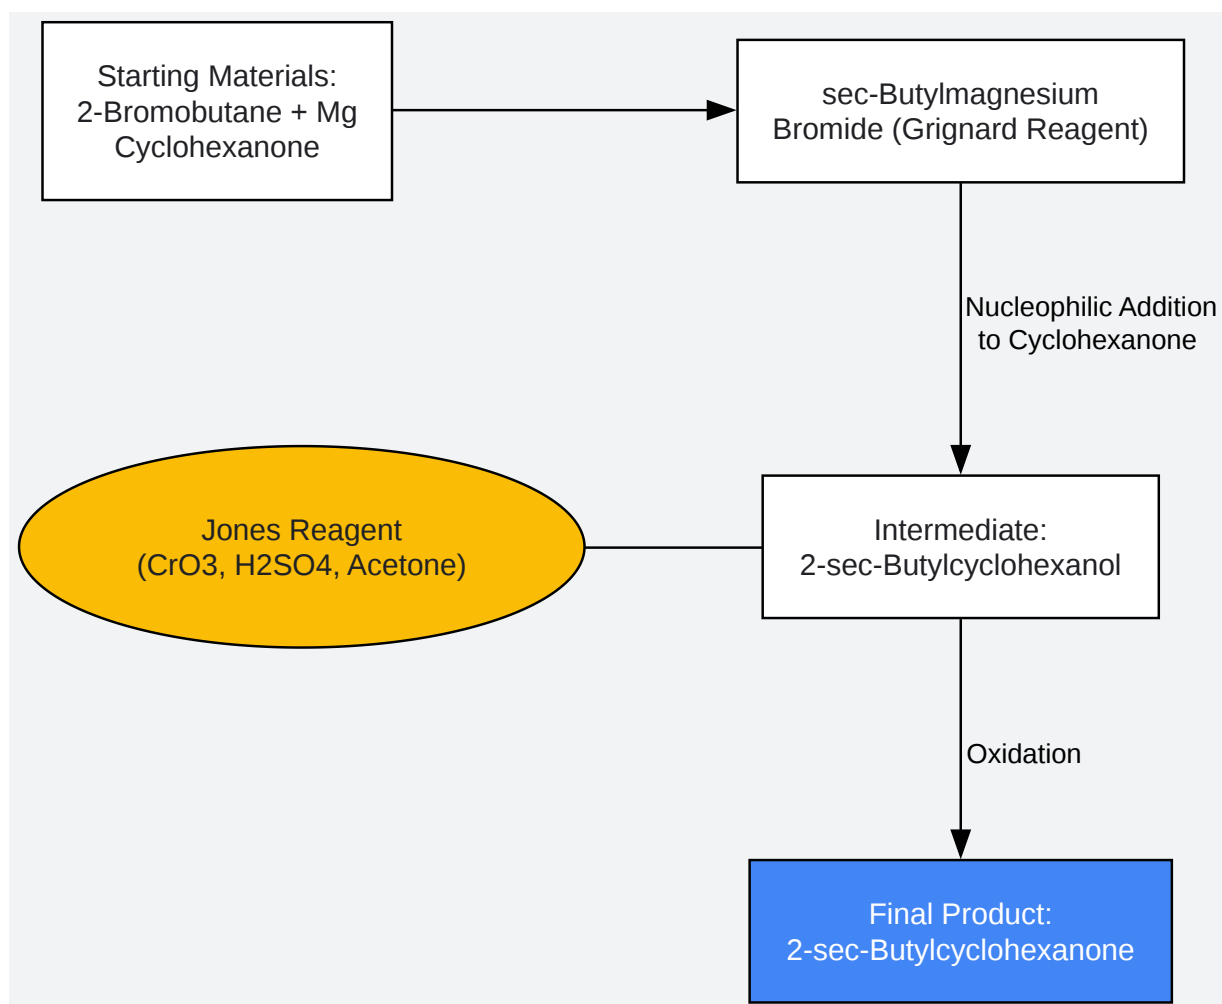 Starting Materials:
2-Bromobutane + Mg
Cyclohexanone
sec-Butylmagnesium
Bromide (Grignard Reagent)
Nucleophilic Addition
to Cyclohexanone
Jones Reagent
(CrO3, H2SO4, Acetone)
Intermediate:
2-sec-Butylcyclohexanol
Oxidation
Final Product:
2-sec-Butylcyclohexanone